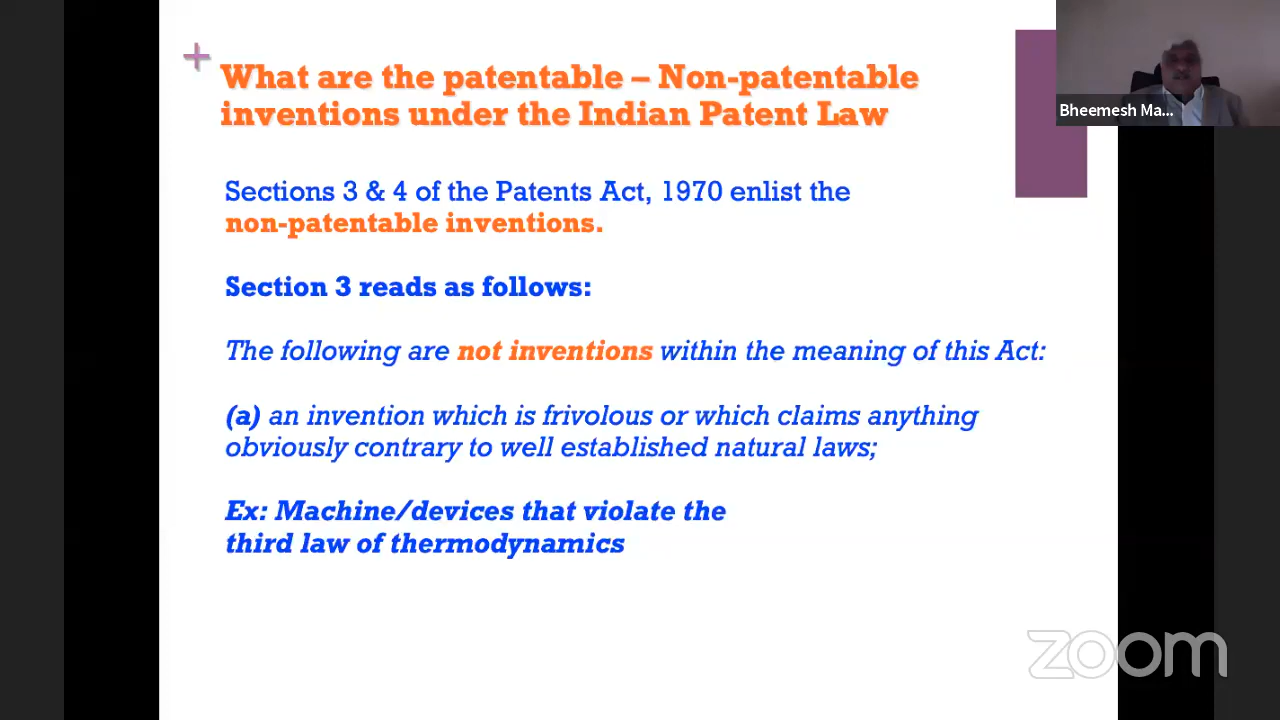 +
What are the patentable – Non-patentable
inventions under the Indian Patent Law
Bheemesh Ma...
Sections 3 & 4 of the Patents Act, 1970 enlist the
non-patentable inventions.
Section 3 reads as follows:
The following are not inventions within the meaning of this Act:
(a) an invention which is frivolous or which claims anything
obviously contrary to well established natural laws;
Ex: Machine/devices that violate the
third law of thermodynamics
zoom